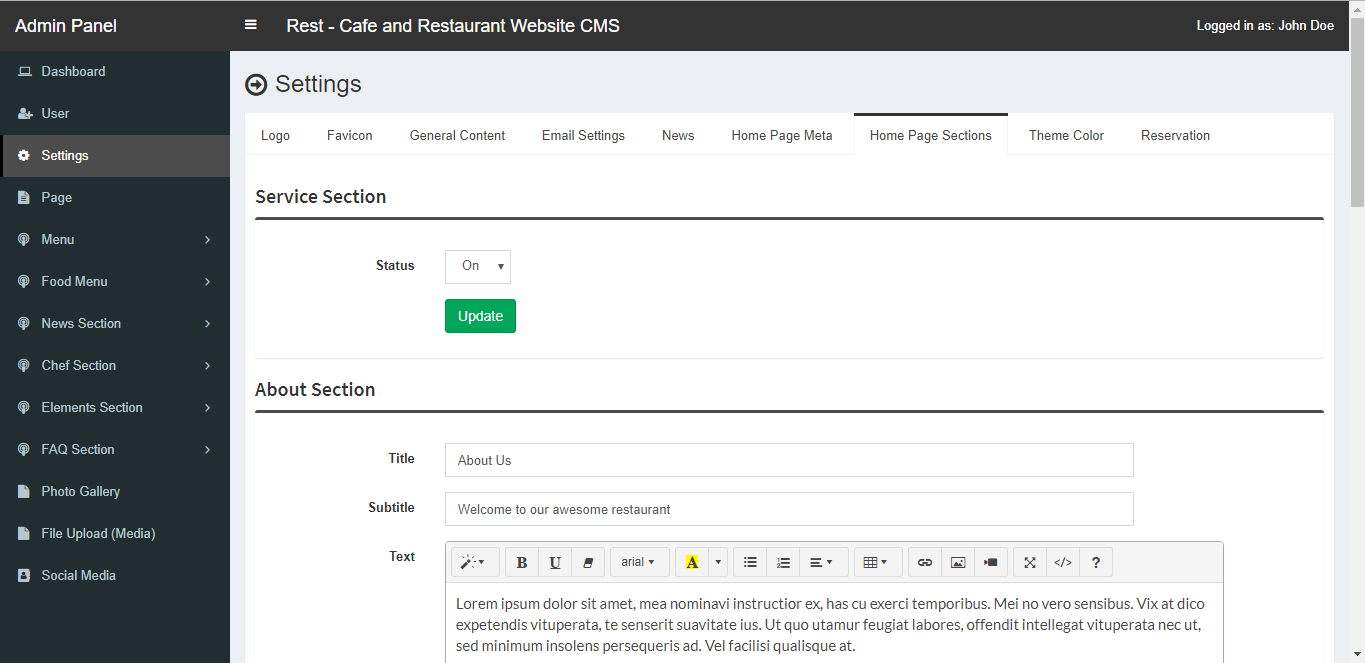 Admin Panel
Rest - Cafe and Restaurant Website CMS
Logged in as: John Doe
Dashboard
User
Settings
Page
Menu
Food Menu
News Section
Chef Section
Elements Section
FAQ Section
Photo Gallery
File Upload (Media)
Social Media
Settings
Logo Favicon General Content Email Settings News Home Page Meta Home Page Sections Theme Color Reservation
Service Section
Status On
Update
About Section
Title About Us
Subtitle Welcome to our awesome restaurant
Text
B U arial A </> ?
Lorem ipsum dolor sit amet, mea nominavi instructior ex, has cu exerci temporibus. Mei no vero sensibus. Vix at dico
expetendis vituperata, te senserit suavitate ius. Ut quo utamur feugiat labores, offendit intellegat vituperata nec ut,
sed minimum insolens persequeris ad. Vel facilisi qualisque at.